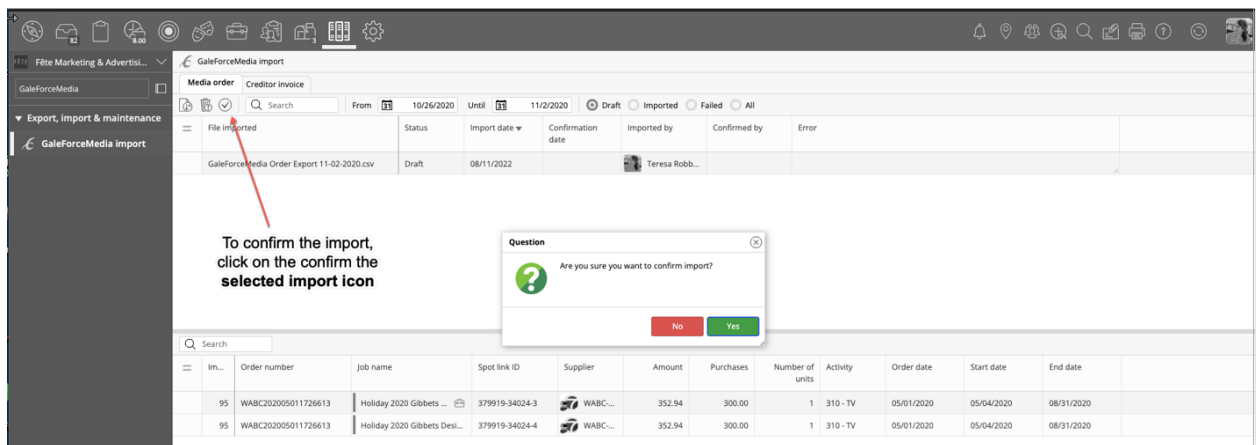 82
8.00
3
Fête Marketing & Advertisi...
GaleForceMedia import
GaleForceMedia
Media order
Creditor invoice
Search
From 31 10/26/2020 Until 31 11/2/2020 Draft Imported Failed All
Export, import & maintenance
GaleForceMedia import
File imported Status Import date Confirmation date Imported by Confirmed by Error
GaleForceMedia Order Export 11-02-2020.csv Draft 08/11/2022 Teresa Robb...
To confirm the import,
click on the confirm the
selected import icon
Question
Are you sure you want to confirm import?
No Yes
Search
Im... Order number Job name Spot link ID Supplier Amount Purchases Number of units Activity Order date Start date End date
95 WABC202005011726613 Holiday 2020 Gibbets ... 379919-34024-3 WABC-... 352.94 300.00 1 310 - TV 05/01/2020 05/04/2020 08/31/2020
95 WABC202005011726613 Holiday 2020 Gibbets Desi... 379919-34024-4 WABC-... 352.94 300.00 1 310 - TV 05/01/2020 05/04/2020 08/31/2020